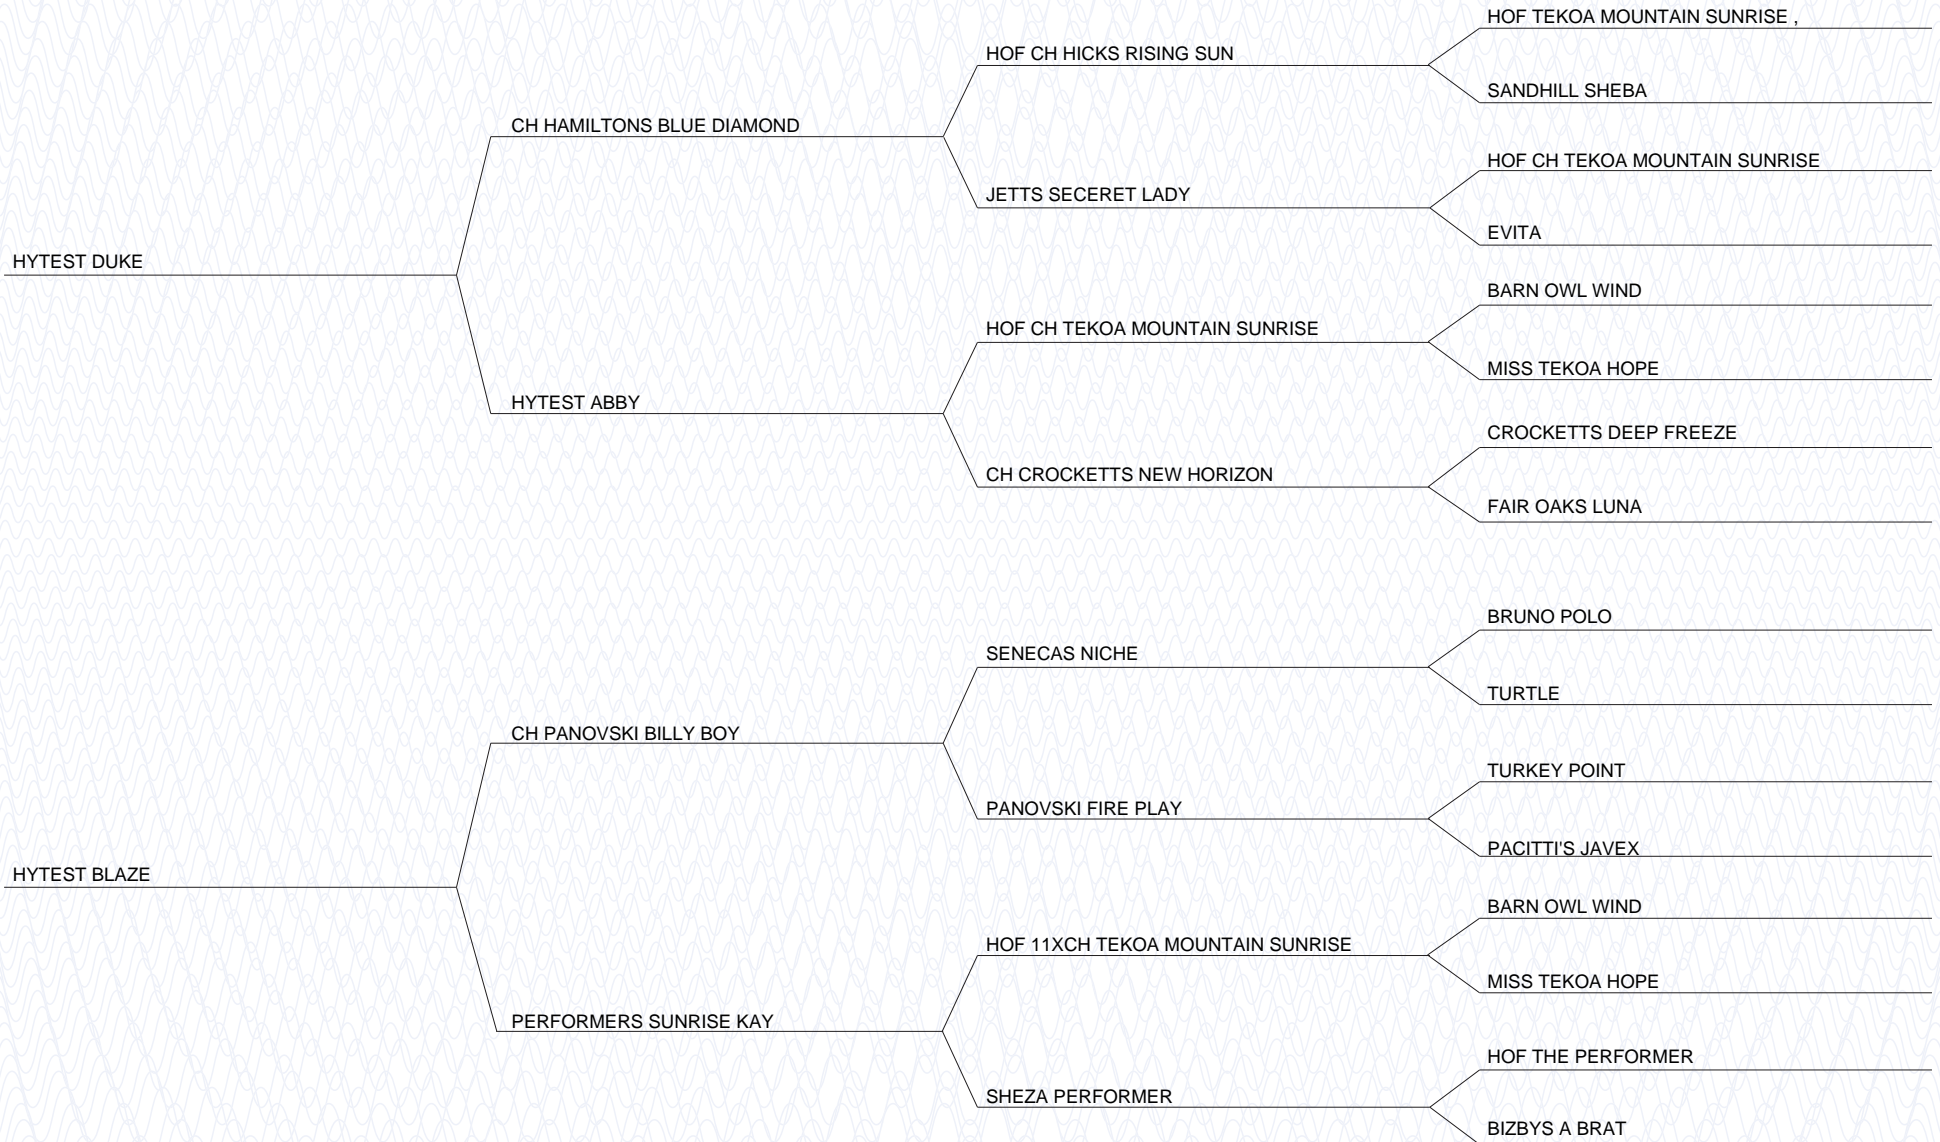 HOF TEKOA MOUNTAIN SUNRISE ,
HOF CH HICKS RISING SUN
SANDHILL SHEBA
CH HAMILTONS BLUE DIAMOND
HOF CH TEKOA MOUNTAIN SUNRISE
JETTS SECERET LADY
EVITA
HYTEST DUKE
BARN OWL WIND
HOF CH TEKOA MOUNTAIN SUNRISE
MISS TEKOA HOPE
HYTEST ABBY
CROCKETTS DEEP FREEZE
CH CROCKETTS NEW HORIZON
FAIR OAKS LUNA
BRUNO POLO
SENECAS NICHE
TURTLE
CH PANOVSKI BILLY BOY
TURKEY POINT
PANOVSKI FIRE PLAY
PACITTI'S JAVEX
HYTEST BLAZE
BARN OWL WIND
HOF 11XCH TEKOA MOUNTAIN SUNRISE
MISS TEKOA HOPE
PERFORMERS SUNRISE KAY
HOF THE PERFORMER
SHEZA PERFORMER
BIZBYS A BRAT